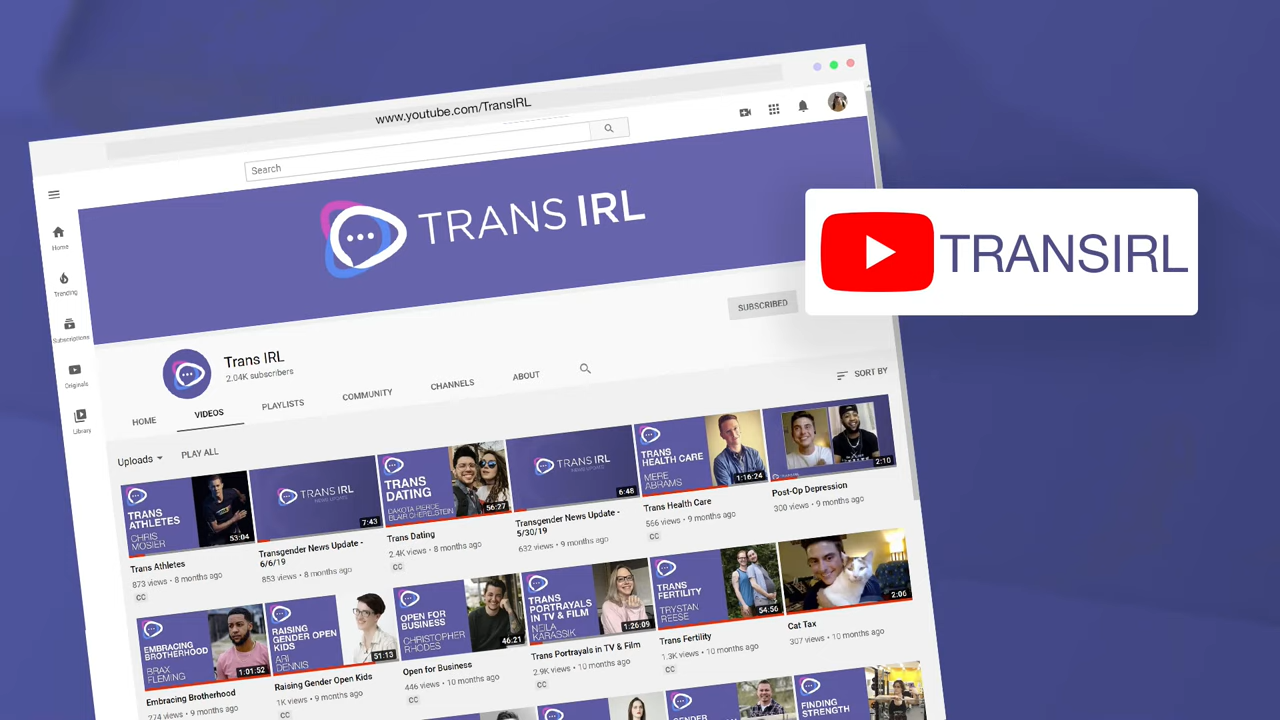 www.youtube.com/TransIRL
Search
Home
Trending
Subscriptions
Originals
Library
TRANS IRL
TRANSIRL
SUBSCRIBED
Trans IRL
2.04K subscribers
HOME
VIDEOS
PLAYLISTS
COMMUNITY
CHANNELS
ABOUT
SORT BY
Uploads
PLAY ALL
TRANS
ATHLETES
CHRIS
MOSIER
53:04
Trans Athletes
873 views • 8 months ago
CC
TRANS IRL
NEWS UPDATE
7:43
Transgender News Update -
6/6/19
853 views • 8 months ago
TRANS
DATING
DAKOTA PIERCE
56:27
Trans Dating
2.4K views • 8 months ago
CC
TRANS IRL
NEWS UPDATE
6:48
Transgender News Update -
5/30/19
632 views • 9 months ago
TRANS
HEALTH CARE
MERE
ABRAMS
1:16:24
Trans Health Care
566 views • 9 months ago
CC
2:10
Post-Op Depression
300 views • 9 months ago
EMBRACING
BROTHERHOOD
BRAX
FLEMING
1:01:52
Embracing Brotherhood
274 views • 9 months ago
RAISING
GENDER OPEN
KIDS
ARI
DENNIS
51:13
Raising Gender Open Kids
1K views • 9 months ago
CC
OPEN FOR
BUSINESS
CHRISTOPHER
RHODES
46:21
Open for Business
446 views • 10 months ago
CC
TRANS
PORTRAYALS
IN TV & FILM
NEILA
KARASSIK
1:26:09
Trans Portrayals in TV & Film
2.9K views • 10 months ago
CC
TRANS
FERTILITY
TRYSTAN
REESE
54:56
Trans Fertility
1.3K views • 10 months ago
CC
2:06
Cat Tax
307 views • 10 months ago
GENDER
FINDING
STRENGTH